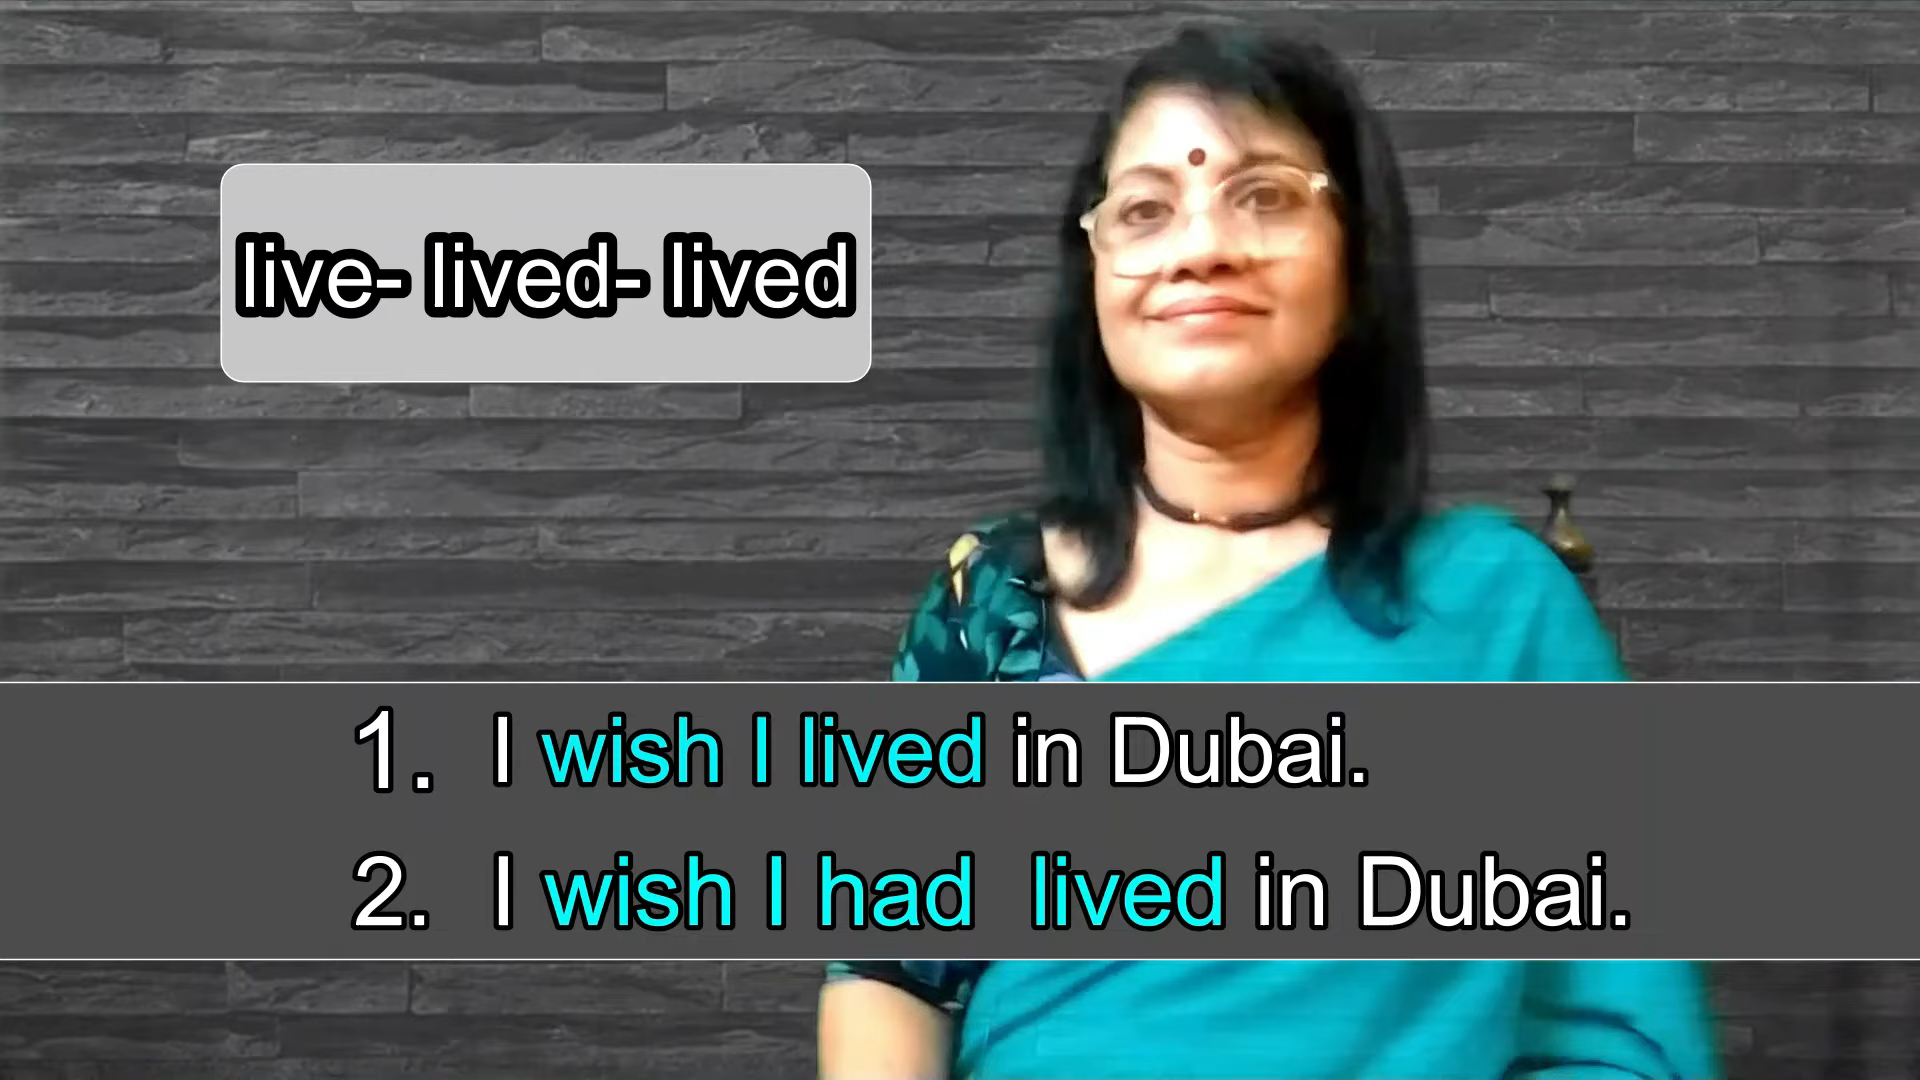 live- lived- lived
1. I wish I lived in Dubai.
2. I wish I had lived in Dubai.